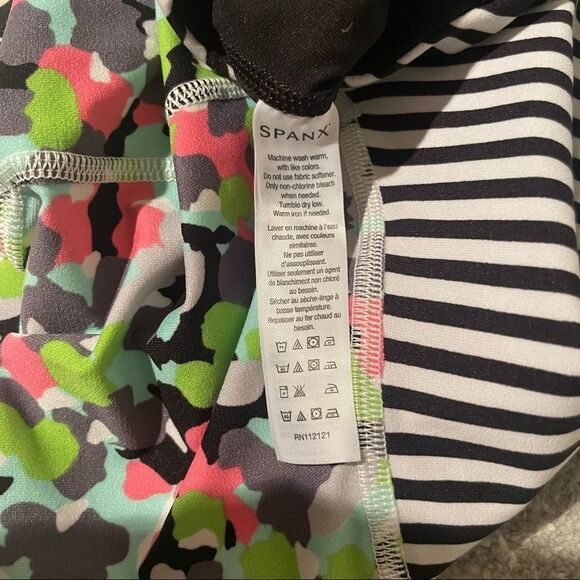 SPANX
Machine wash warm,
with like colors.
Do not use fabric softener.
Only non-chlorine bleach
when needed.
Tumble dry low.
Warm iron if needed.
Laver en machine à l'eau
chaude, avec couleurs
similaires.
Ne pas utiliser
d'assouplissant.
Utiliser seulement un agent
de blanchiment non chloré
au besoin.
Sécher au sèche-linge à
basse température.
Repasser au fer chaud au
besoin.
RN112121